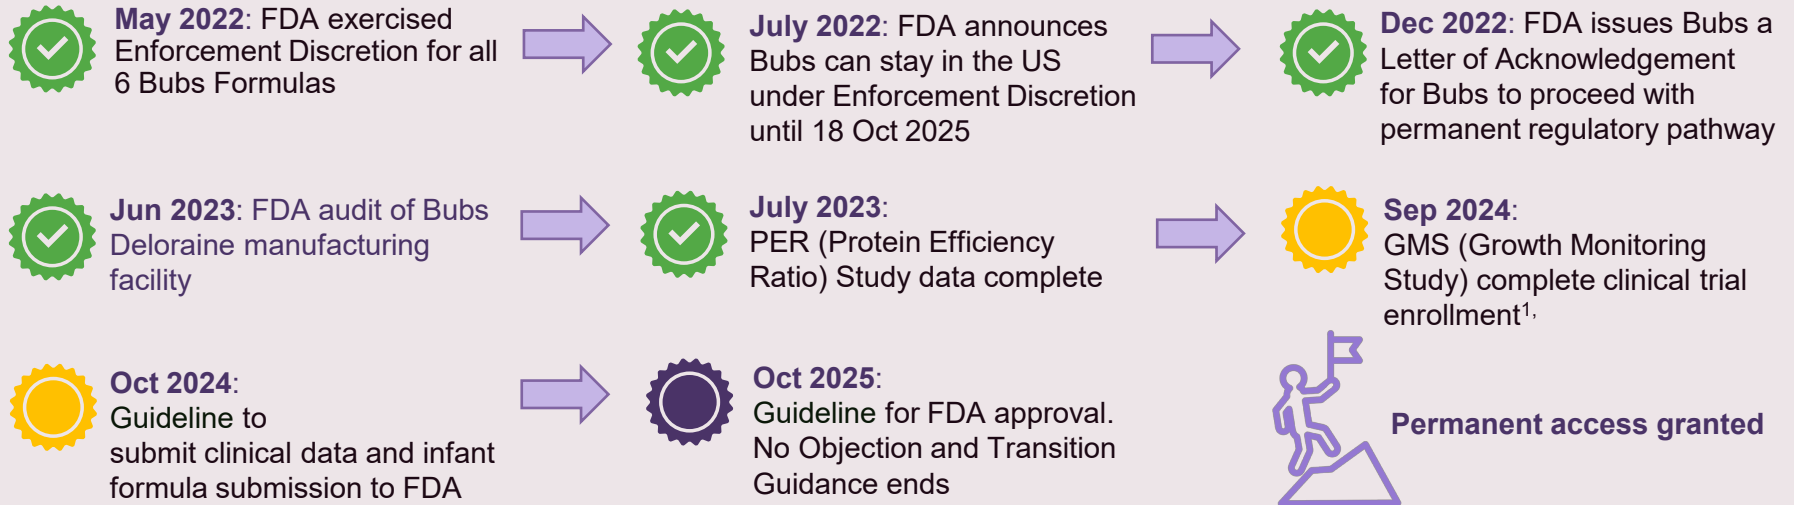 May 2022: FDA exercised
Enforcement Discretion for all
6 Bubs Formulas
July 2022: FDA announces
Bubs can stay in the US
under Enforcement Discretion
until 18 Oct 2025
Dec 2022: FDA issues Bubs a
Letter of Acknowledgement
for Bubs to proceed with
permanent regulatory pathway
Jun 2023: FDA audit of Bubs
Deloraine manufacturing
facility
July 2023:
PER (Protein Efficiency
Ratio) Study data complete
Sep 2024:
GMS (Growth Monitoring
Study) complete clinical trial
enrollment1,
Oct 2024:
Guideline to
submit clinical data and infant
formula submission to FDA
Oct 2025:
Guideline for FDA approval.
No Objection and Transition
Guidance ends
Permanent access granted